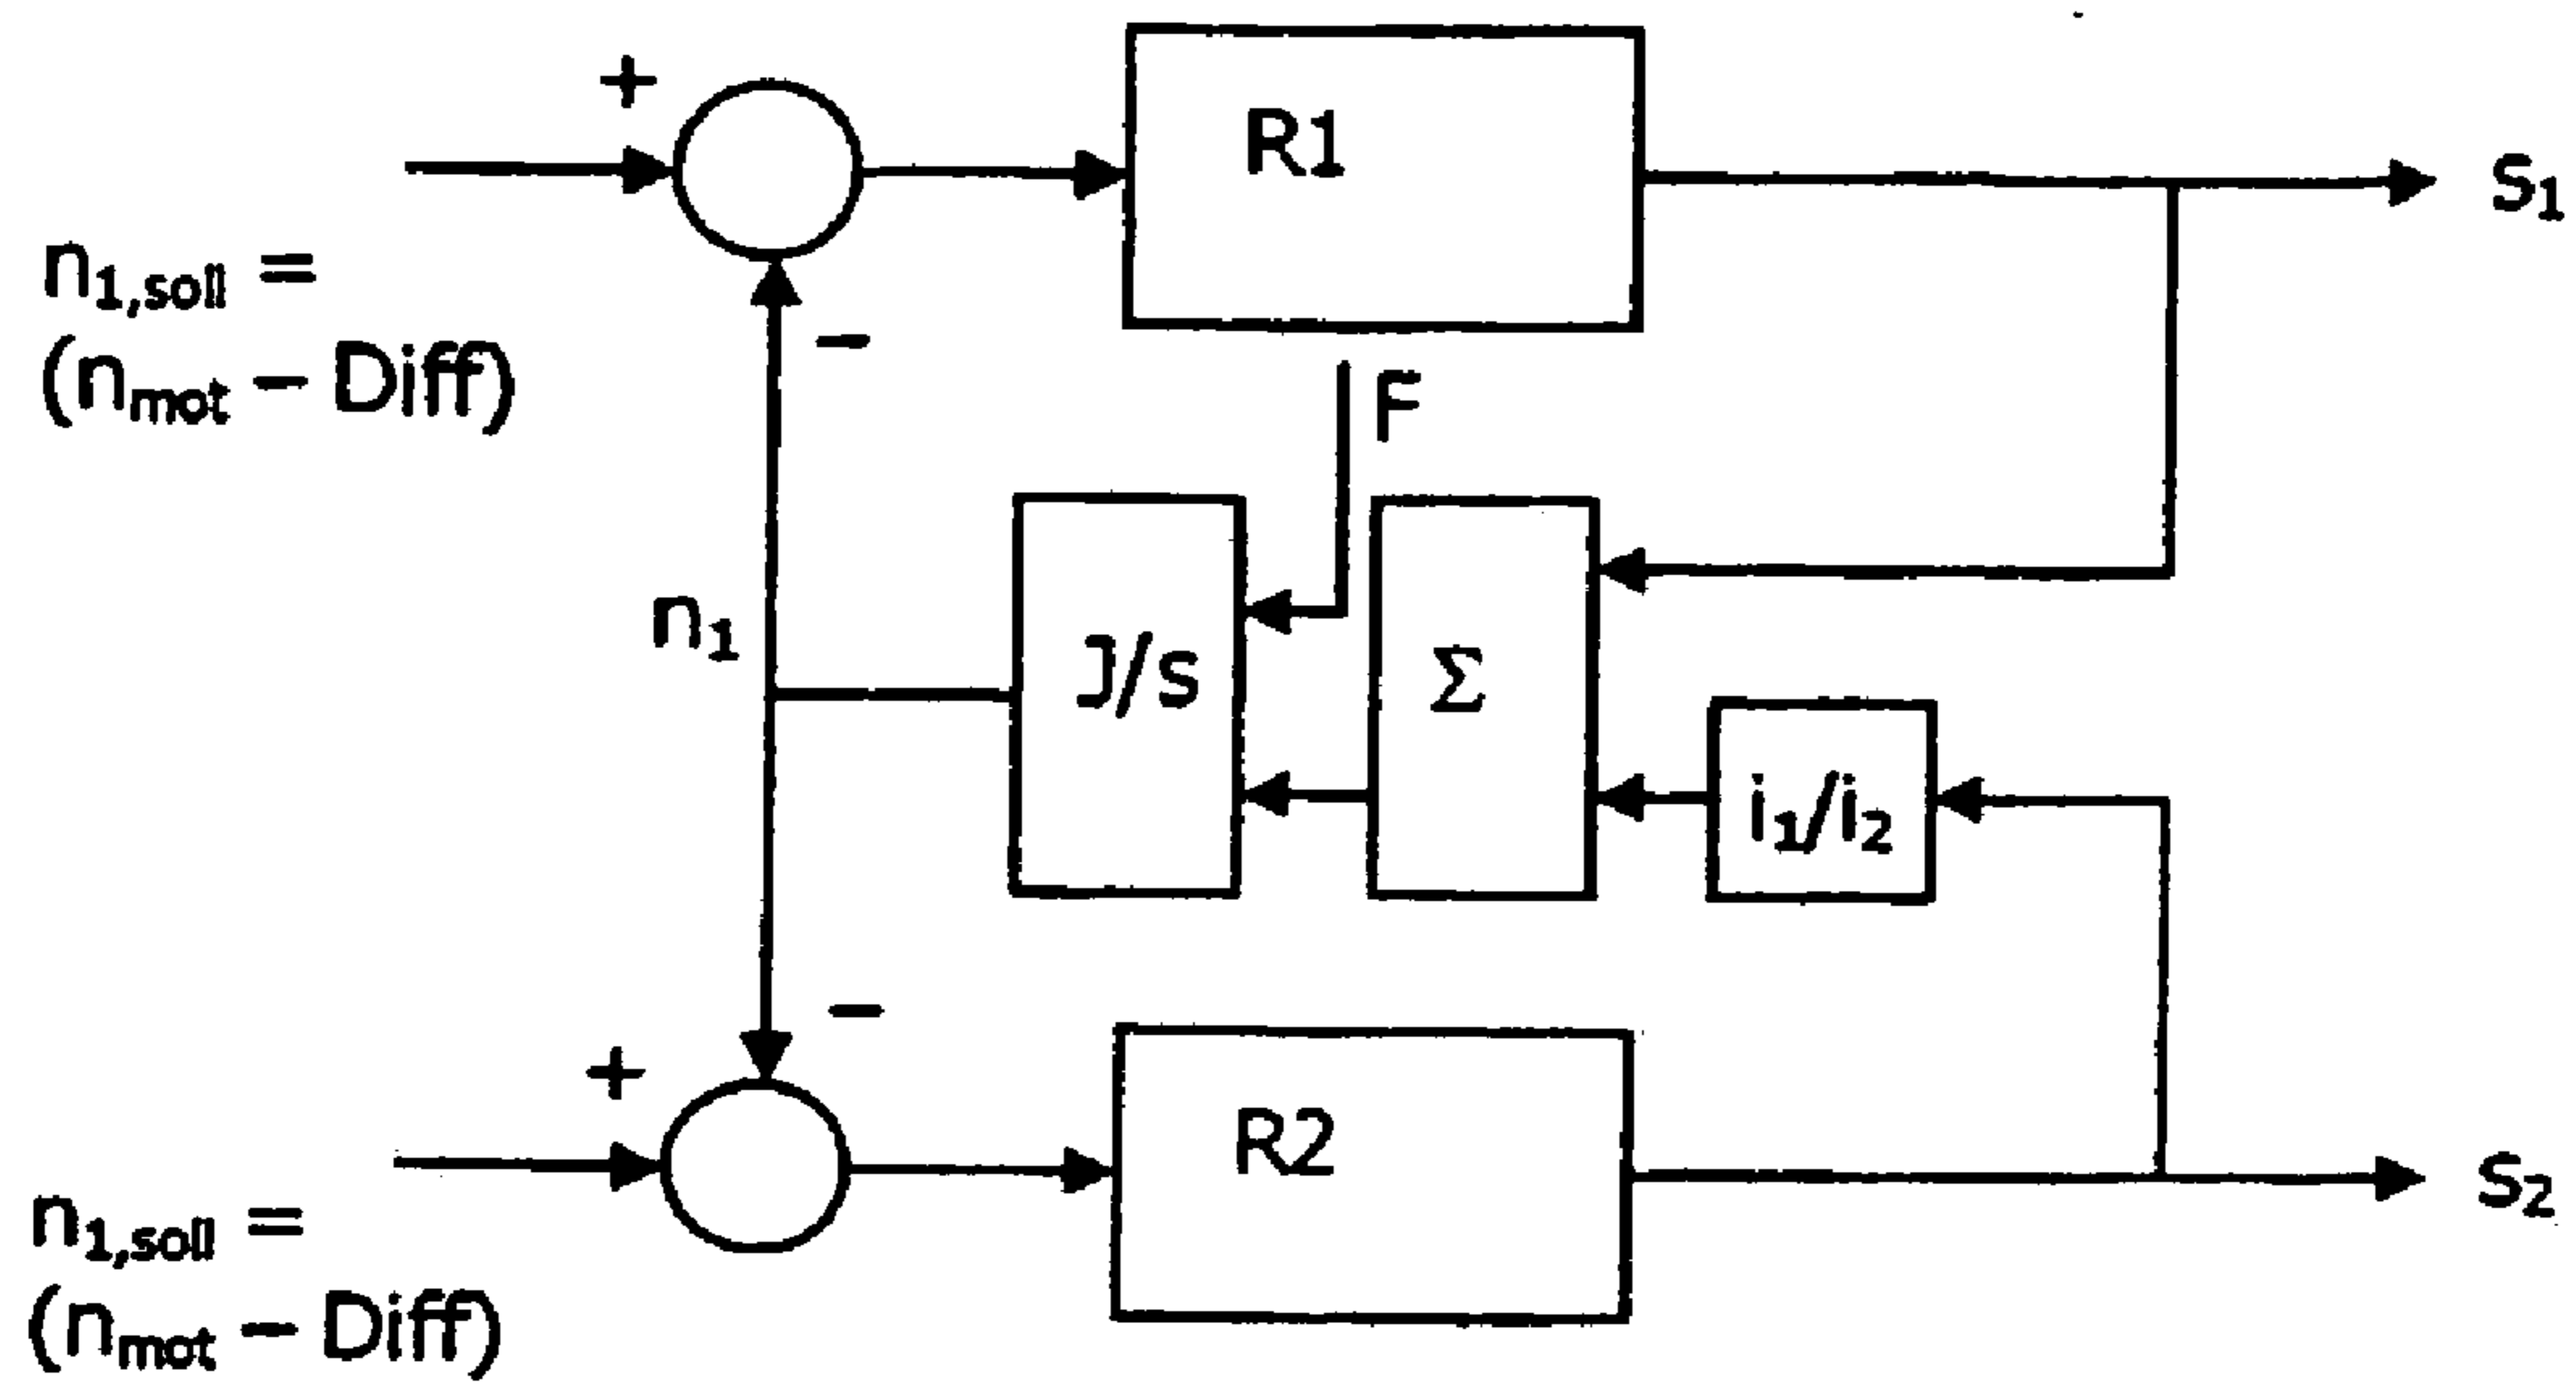 +
R1
S₁
n₁,soll =
(nmot – Diff)
–
F
n₁
J/s
Σ
i₁/i₂
–
+
R2
S₂
n₁,soll =
(nmot – Diff)